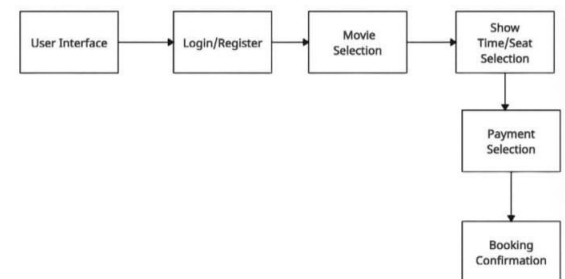 User Interface
Login/Register
Movie
Selection
Show
Time/Seat
Selection
Payment
Selection
Booking
Confirmation